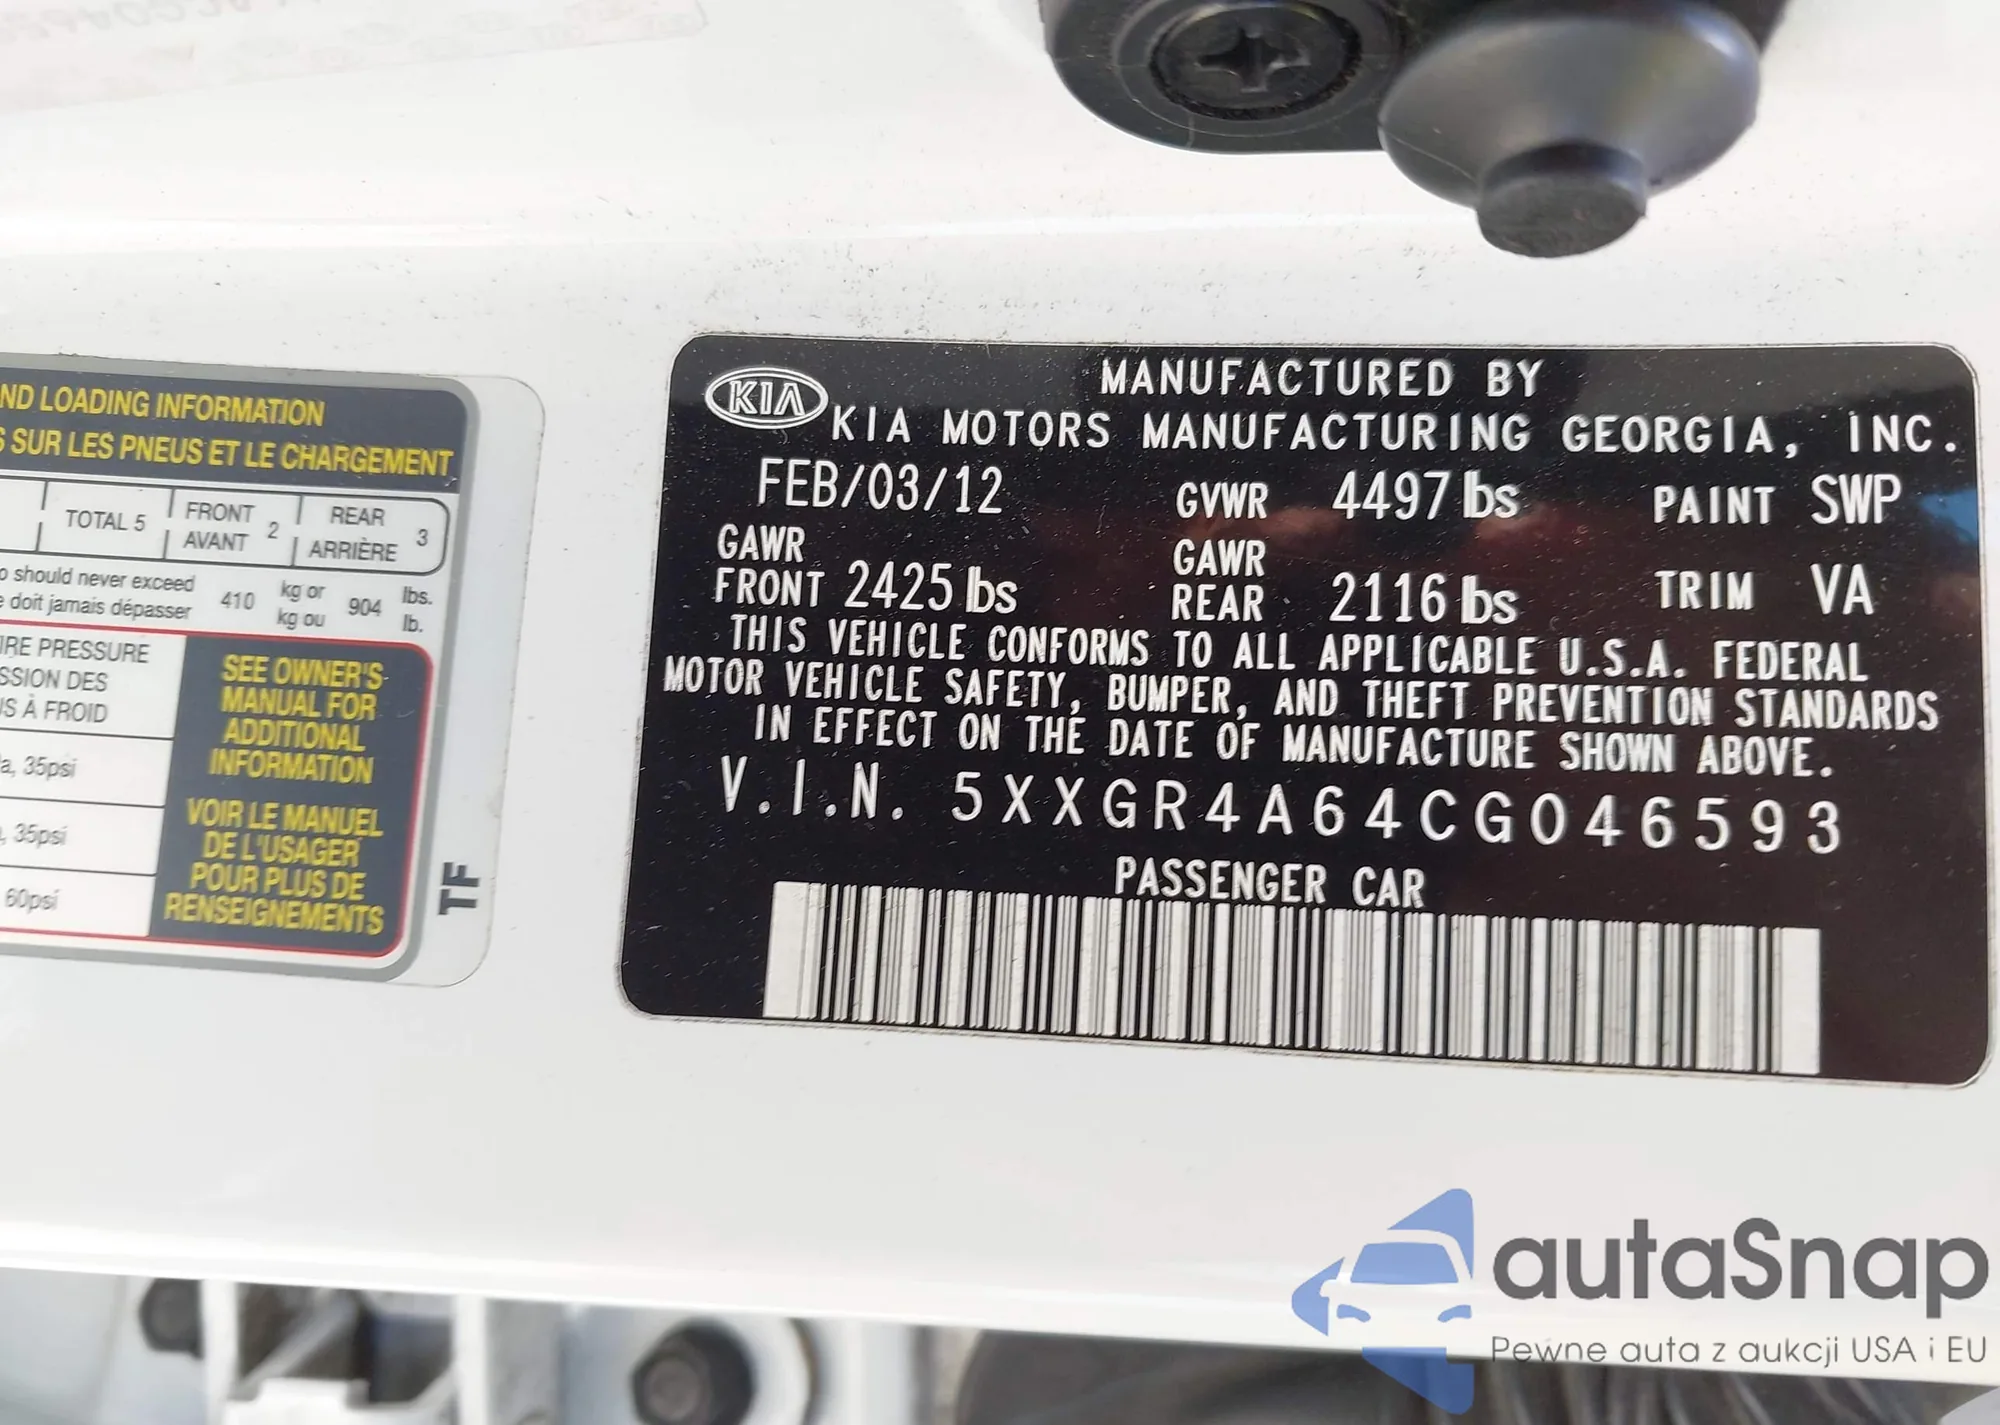 ND LOADING INFORMATION
S SUR LES PNEUS ET LE CHARGEMENT
TOTAL 5
FRONT
AVANT
2
REAR
ARRIÈRE
3
should never exceed
doit jamais dépasser
410
kg or
kg ou
904
lbs.
lb.
IRE PRESSURE
SSION DES
S À FROID
a, 35psi
, 35psi
60psi
SEE OWNER'S
MANUAL FOR
ADDITIONAL
INFORMATION
VOIR LE MANUEL
DE L'USAGER
POUR PLUS DE
RENSEIGNEMENTS
TF
KIA
MANUFACTURED BY
KIA MOTORS MANUFACTURING GEORGIA, INC.
FEB/03/12 GVWR 4497 lbs PAINT SWP
GAWR
FRONT 2425 lbs
GAWR
REAR 2116 lbs
TRIM VA
THIS VEHICLE CONFORMS TO ALL APPLICABLE U.S.A. FEDERAL
MOTOR VEHICLE SAFETY, BUMPER, AND THEFT PREVENTION STANDARDS
IN EFFECT ON THE DATE OF MANUFACTURE SHOWN ABOVE.
V.I.N. 5XXGR4A64CG046593
PASSENGER CAR
autaSnap
Pewne auta z aukcji USA i EU